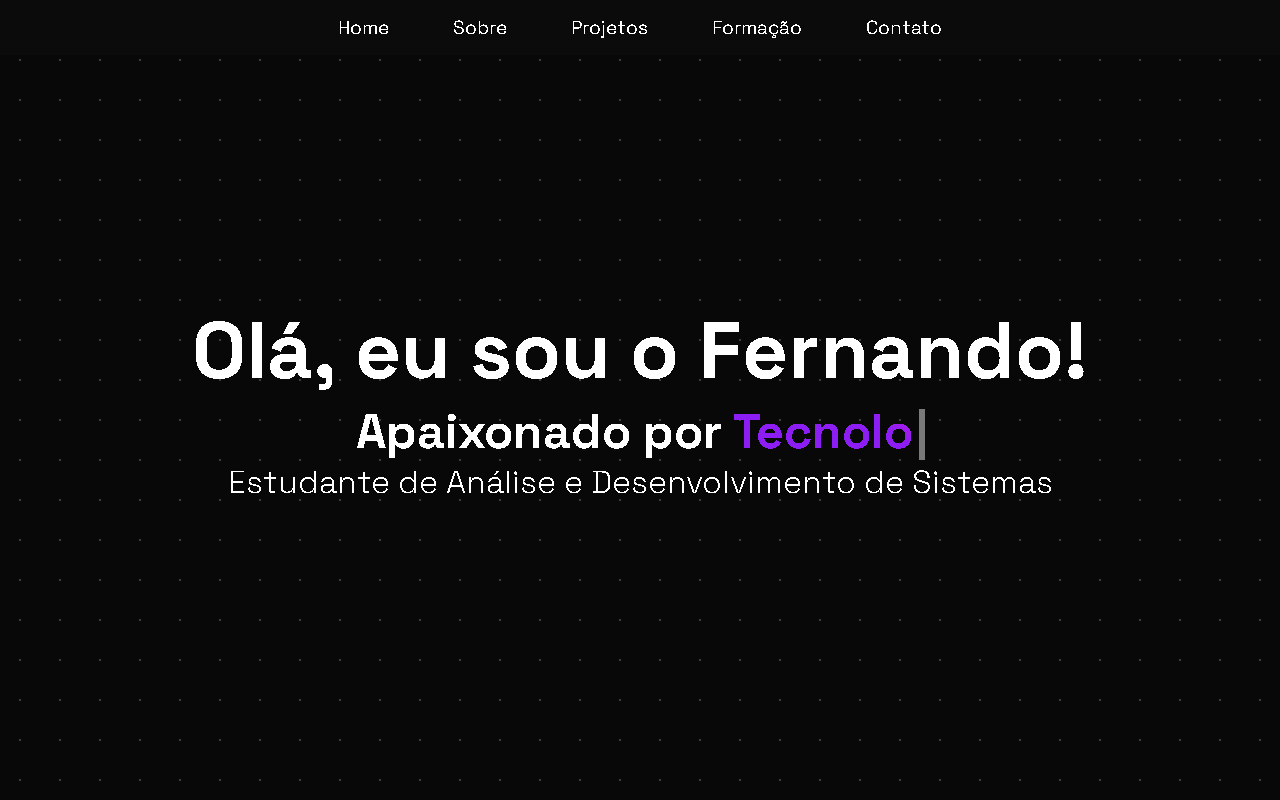 Home Sobre Projetos Formação Contato
Olá, eu sou o Fernando!
Apaixonado por Tecnolo|
Estudante de Análise e Desenvolvimento de Sistemas